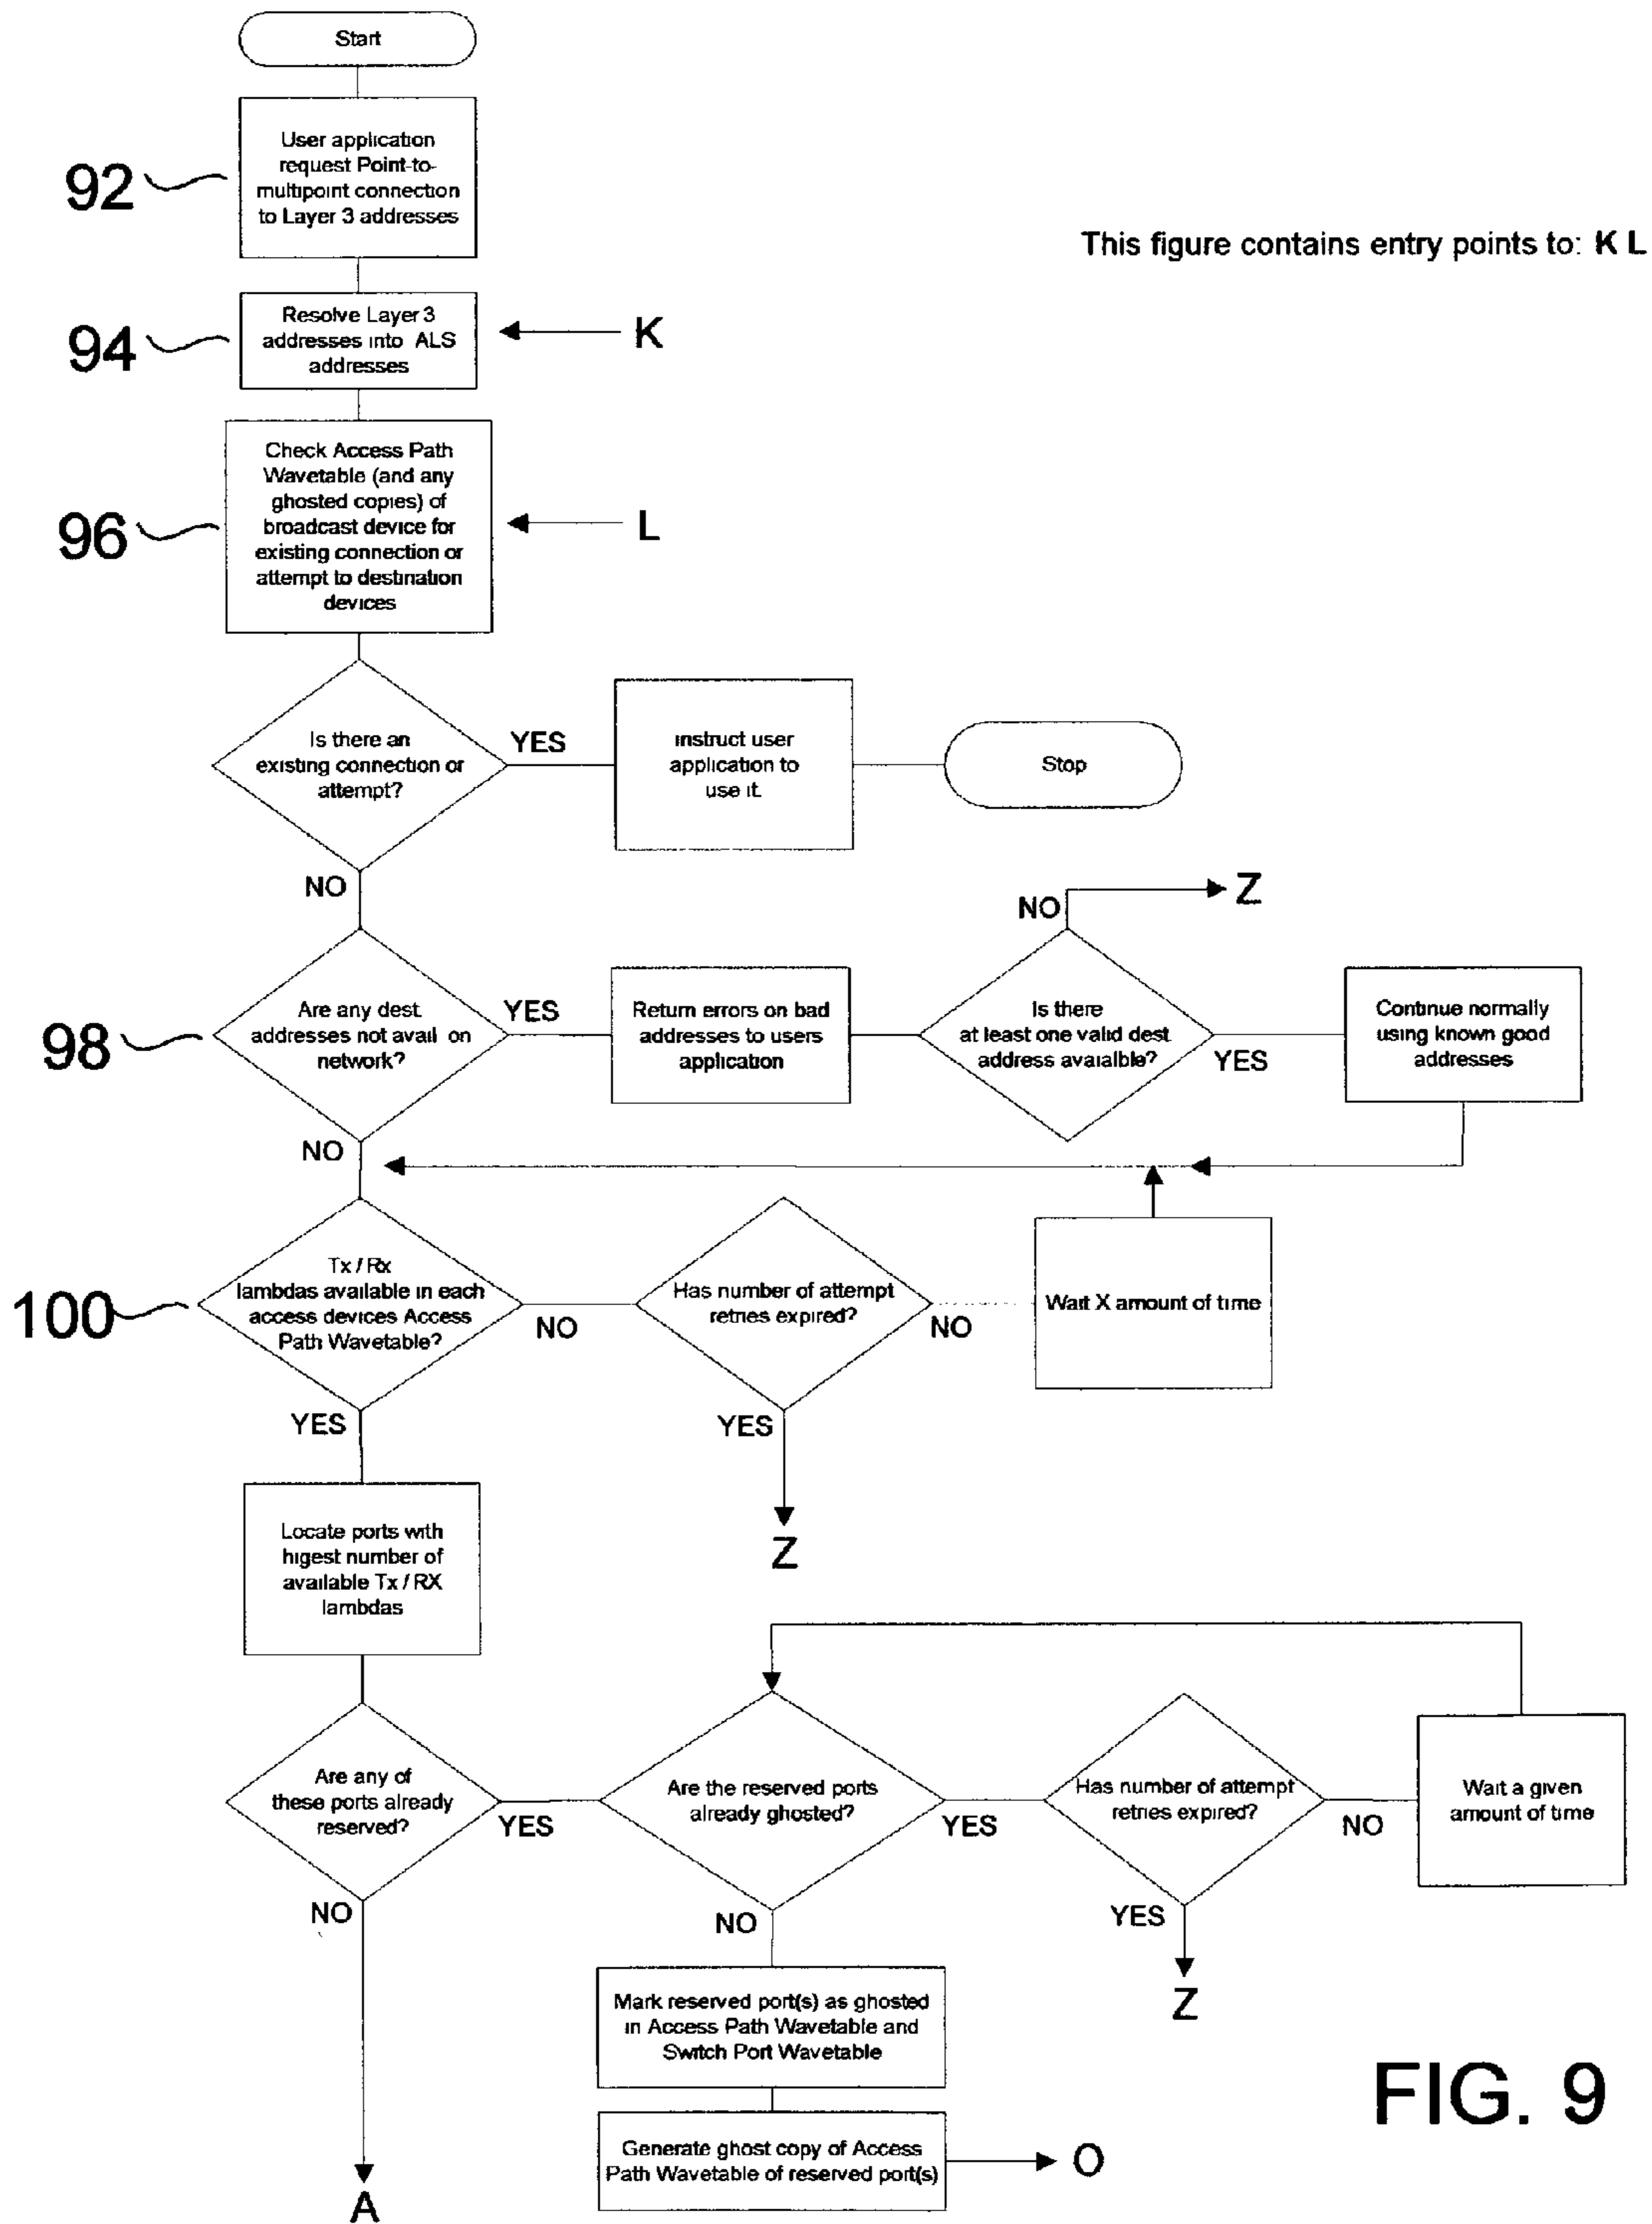 Start
User application
request Point-to-
multipoint connection
to Layer 3 addresses
92
This figure contains entry points to: K L
Resolve Layer 3
addresses into ALS
addresses
94
K
Check Access Path
Wavetable (and any
ghosted copies) of
broadcast device for
existing connection or
attempt to destination
devices
96
L
Is there an
existing connection or
attempt?
YES
instruct user
application to
use it.
Stop
NO
NO
Z
98
Are any dest.
addresses not avail on
network?
YES
Return errors on bad
addresses to users
application
Is there
at least one valid dest
address avaialble?
YES
Continue normally
using known good
addresses
NO
100
Tx / Rx
lambdas available in each
access devices Access
Path Wavetable?
NO
Has number of attempt
retries expired?
NO
Wait X amount of time
YES
YES
Z
Locate ports with
higest number of
available Tx / RX
lambdas
Are any of
these ports already
reserved?
YES
Are the reserved ports
already ghosted?
YES
Has number of attempt
retries expired?
NO
Wait a given
amount of time
NO
NO
YES
Z
Mark reserved port(s) as ghosted
in Access Path Wavetable and
Switch Port Wavetable
Generate ghost copy of Access
Path Wavetable of reserved port(s)
O
A
FIG. 9